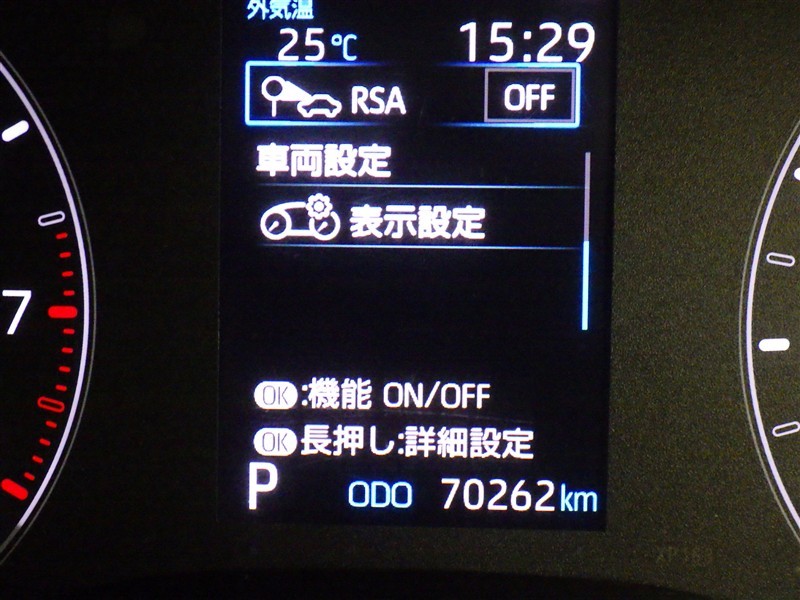 外気温
25℃ 15:29
RSA OFF
車両設定
表示設定
7
OK:機能 ON/OFF
OK長押し:詳細設定
P ODO 70262km